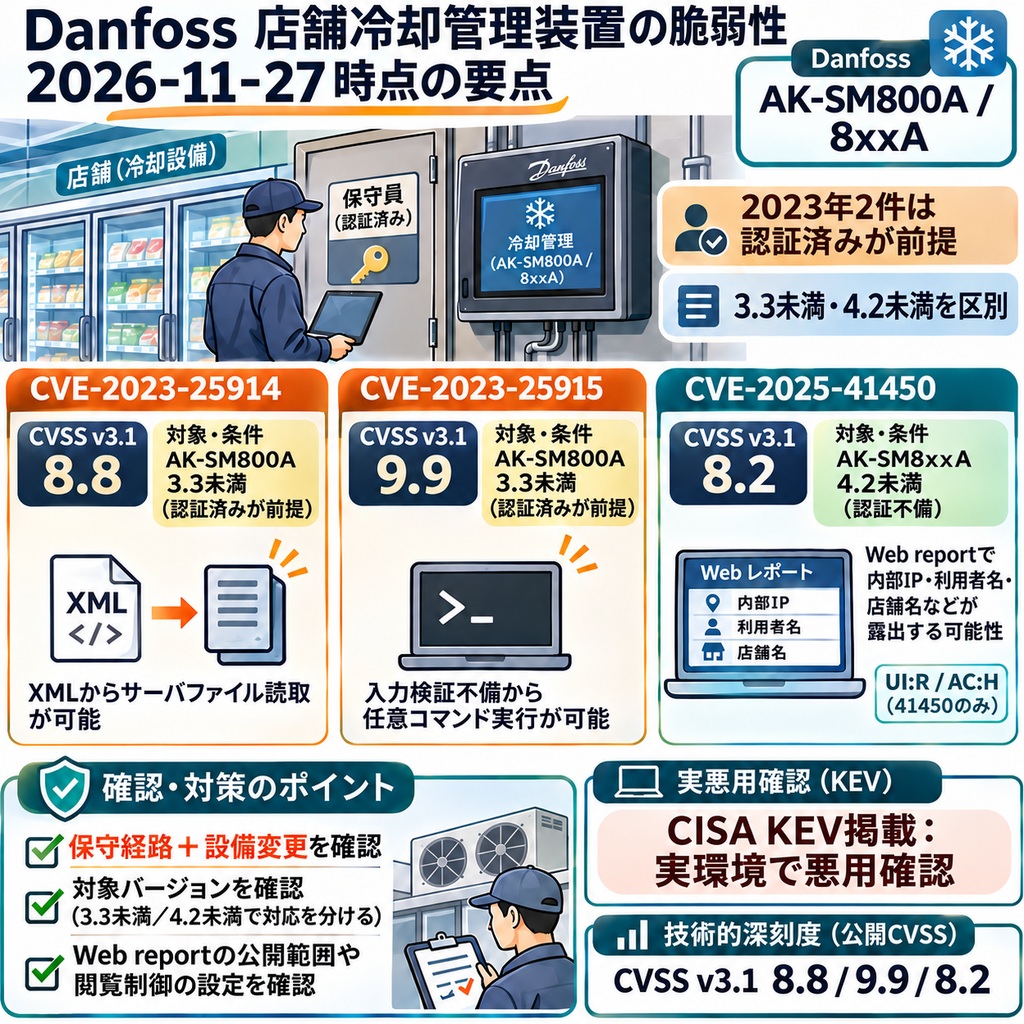 Danfoss 店舗冷却管理装置の脆弱性
2026-11-27時点の要点
Danfoss
AK-SM800A /
8xxA
店舗(冷却設備)
保守員
(認証済み)
Danfoss
冷却管理
(AK-SM800A /
8xxA)
2023年2件は
認証済みが前提
3.3未満・4.2未満を区別
CVE-2023-25914
CVSS v3.1
8.8
対象・条件
AK-SM800A
3.3未満
(認証済みが前提)
XML
</>
XMLからサーバファイル読取
が可能
CVE-2023-25915
CVSS v3.1
9.9
対象・条件
AK-SM800A
3.3未満
(認証済みが前提)
>_
入力検証不備から
任意コマンド実行が可能
CVE-2025-41450
CVSS v3.1
8.2
対象・条件
AK-SM8xxA
4.2未満
(認証不備)
Web レポート
内部IP
利用者名
店舗名
Web reportで
内部IP・利用者名・
店舗名などが
露出する可能性
UI:R / AC:H
(41450のみ)
確認・対策のポイント
保守経路+設備変更を確認
対象バージョンを確認
(3.3未満/4.2未満で対応を分ける)
Web reportの公開範囲や
閲覧制御の設定を確認
実悪用確認(KEV)
CISA KEV掲載:
実環境で悪用確認
技術的深刻度(公開CVSS)
CVSS v3.1 8.8 / 9.9 / 8.2